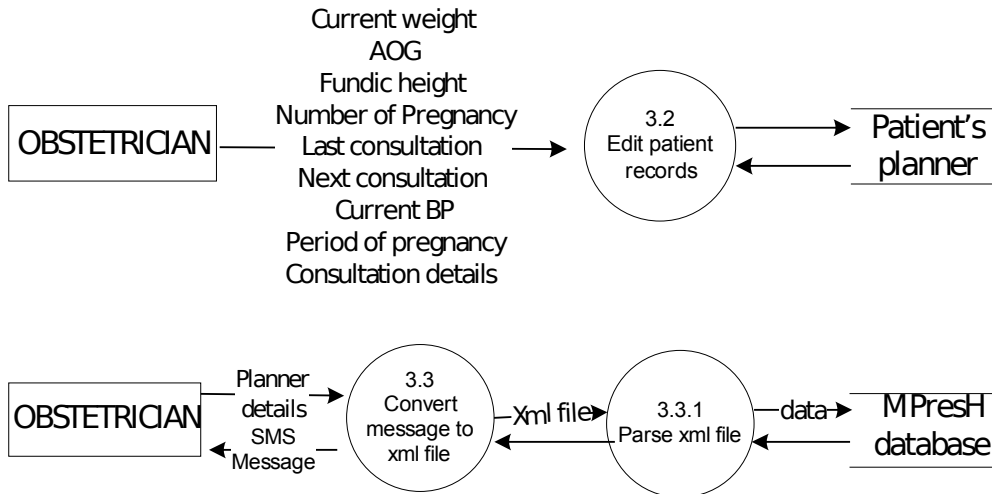 Current weight
AOG
Fundic height
Number of Pregnancy
Last consultation
Next consultation
Current BP
Period of pregnancy
Consultation details
OBSTETRICIAN
3.2
Edit patient
records
Patient's
planner
OBSTETRICIAN
Planner
details
SMS
Message
3.3
Convert
message to
xml file
Xml file
3.3.1
Parse xml file
data
MPresH
database